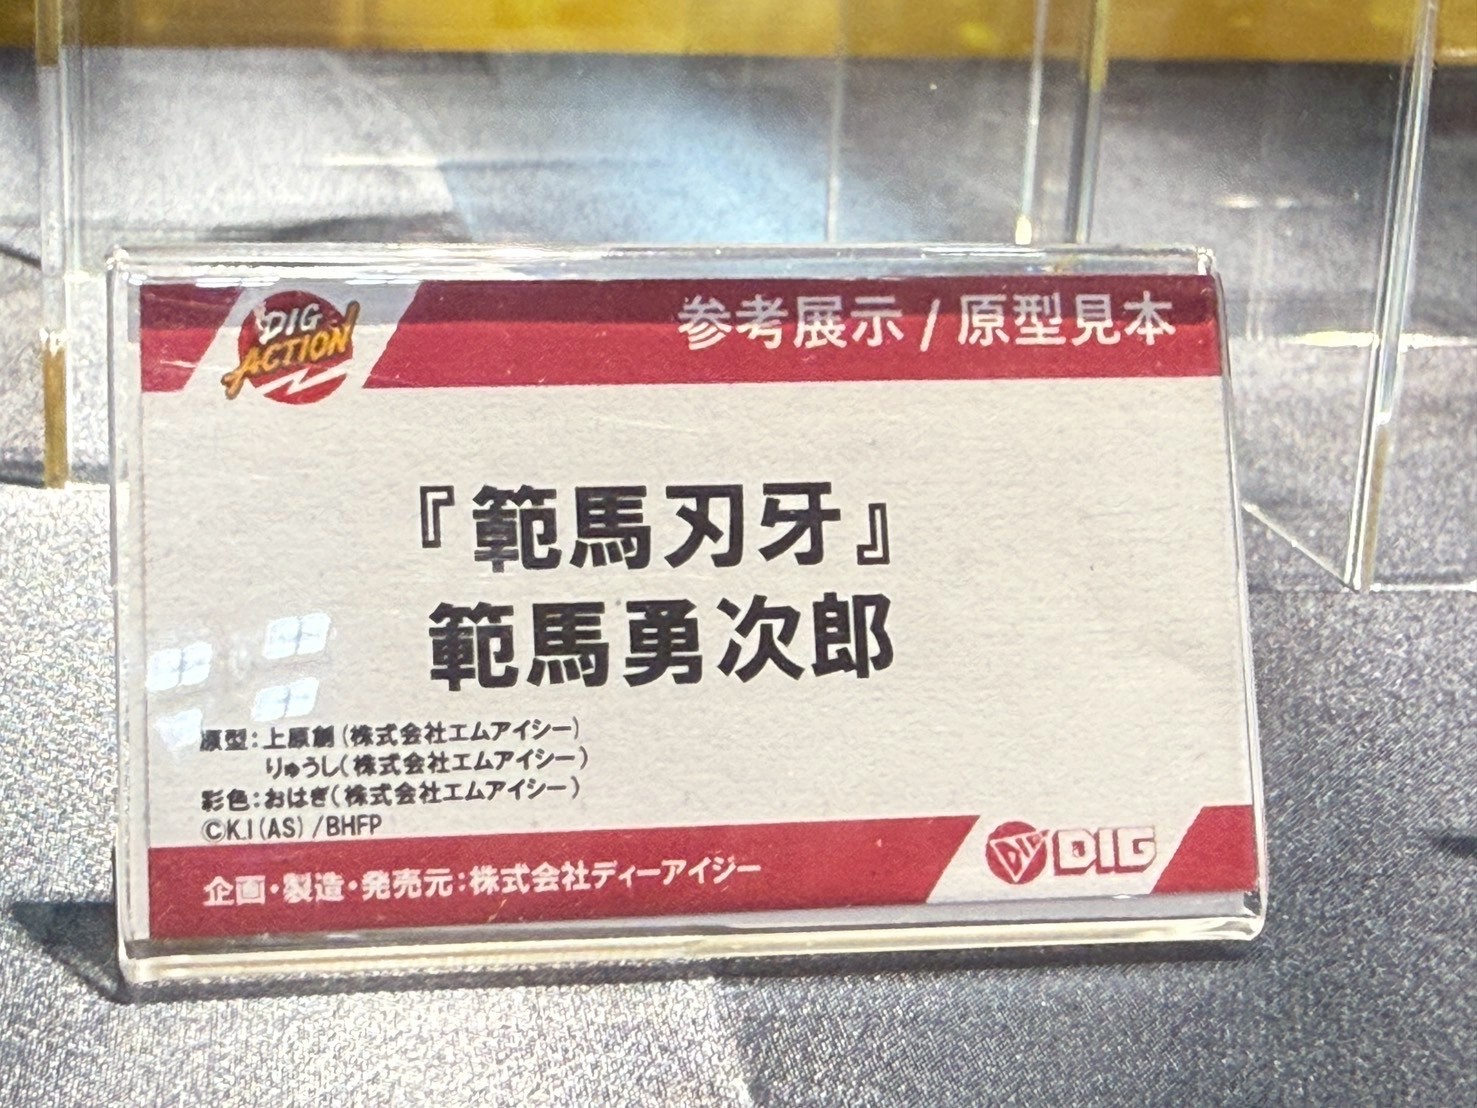 DIG
ACTION
参考展示 / 原型見本
『範馬刃牙』
範馬勇次郎
原型：上原創（株式会社エムアイシー）
りゅうし（株式会社エムアイシー）
彩色：おはぎ（株式会社エムアイシー）
©K.I(AS)/BHFP
企画・製造・発売元：株式会社ディーアイジー
DIG DIG